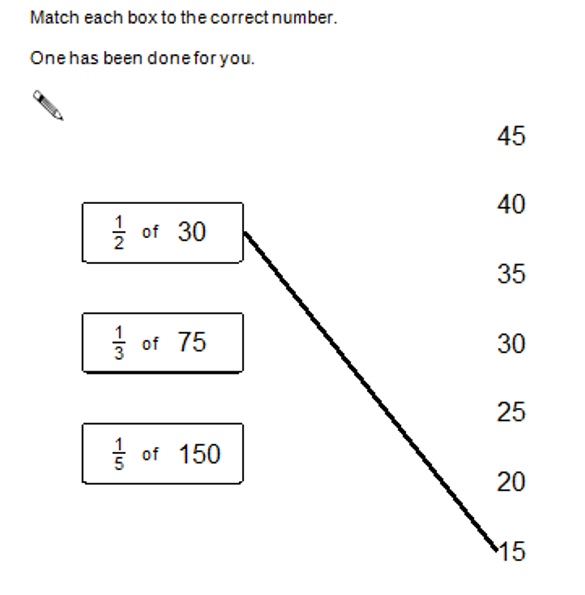 Match each box to the correct number.
One has been done for you.
45
40
1/2 of 30
35
1/3 of 75
30
25
1/5 of 150
20
15